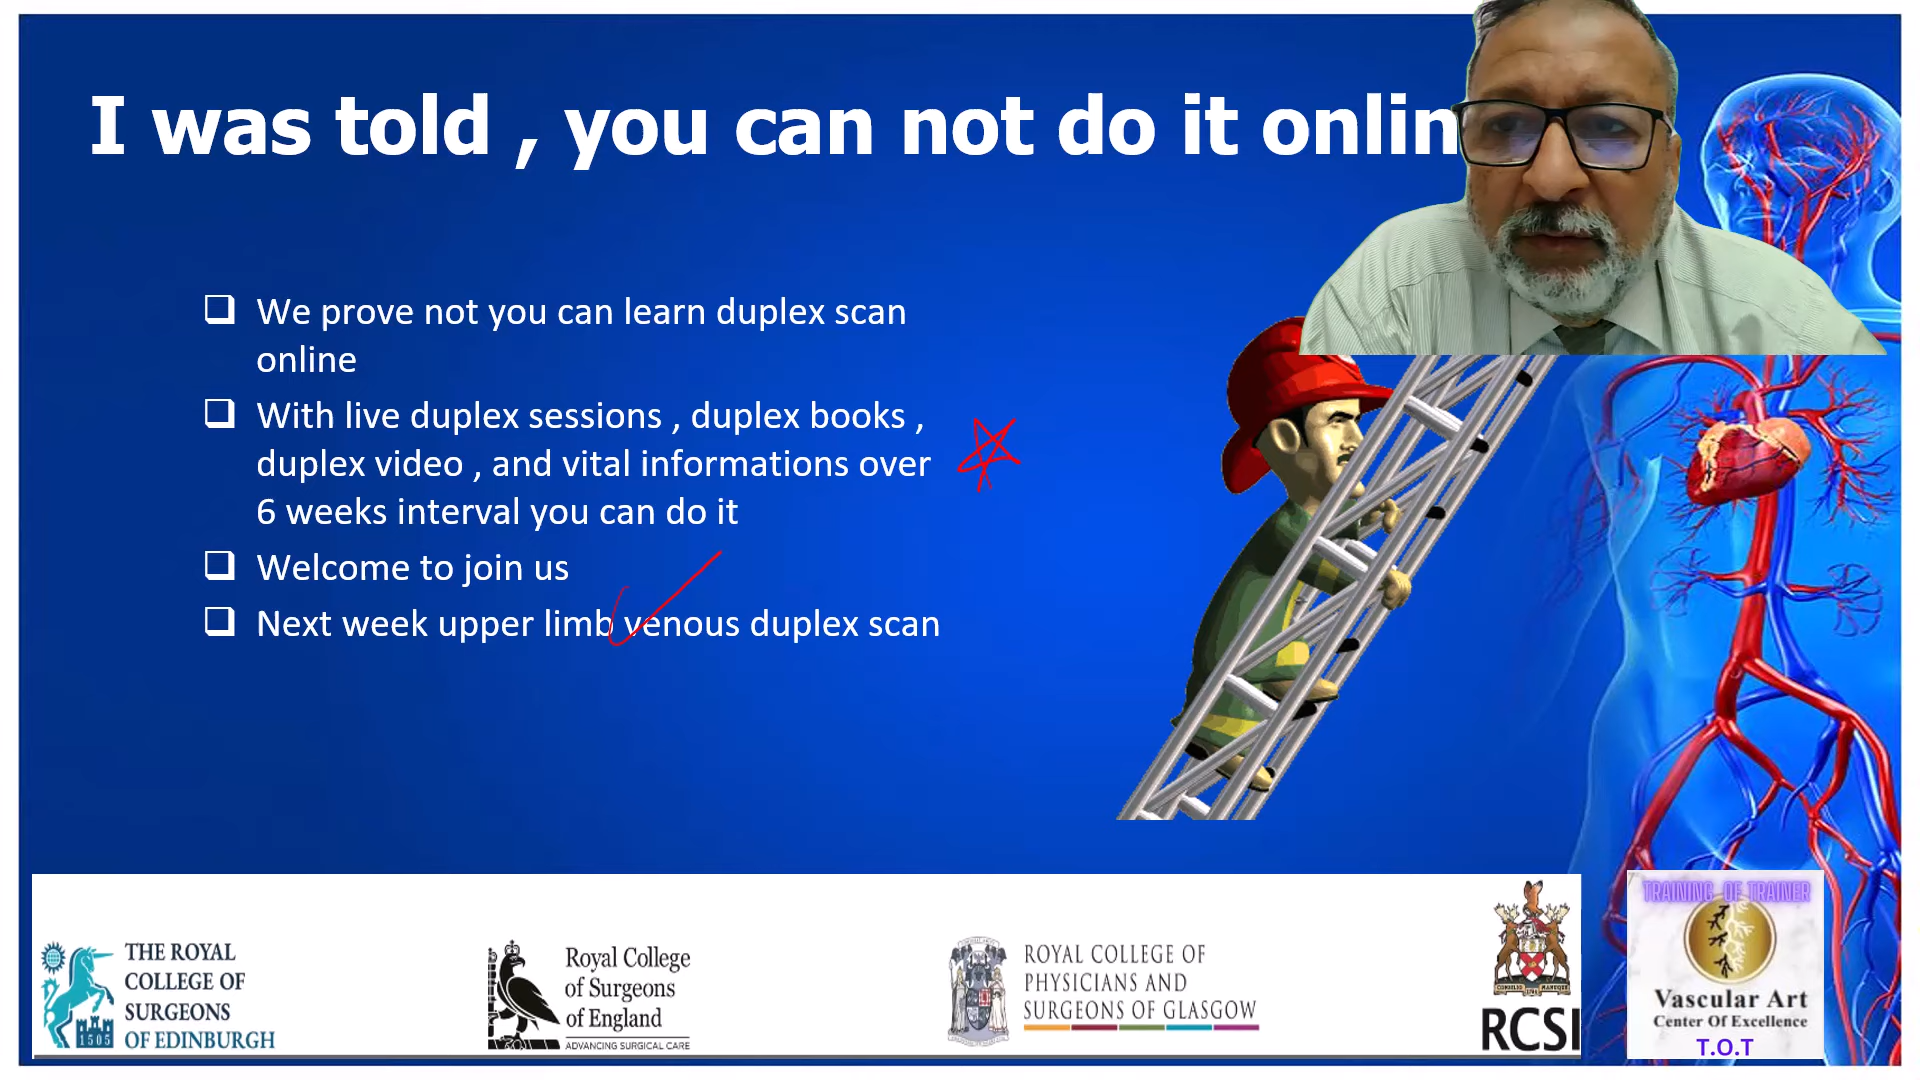 I was told , you can not do it onlin
We prove not you can learn duplex scan
online
With live duplex sessions , duplex books ,
duplex video , and vital informations over
6 weeks interval you can do it
Welcome to join us
Next week upper limb venous duplex scan
THE ROYAL
COLLEGE OF
SURGEONS
OF EDINBURGH
1505
Royal College
of Surgeons
of England
ADVANCING SURGICAL CARE
ROYAL COLLEGE OF
PHYSICIANS AND
SURGEONS OF GLASGOW
RCSI
TRAINING OF TRAINER
Vascular Art
Center Of Excellence
T.O.T